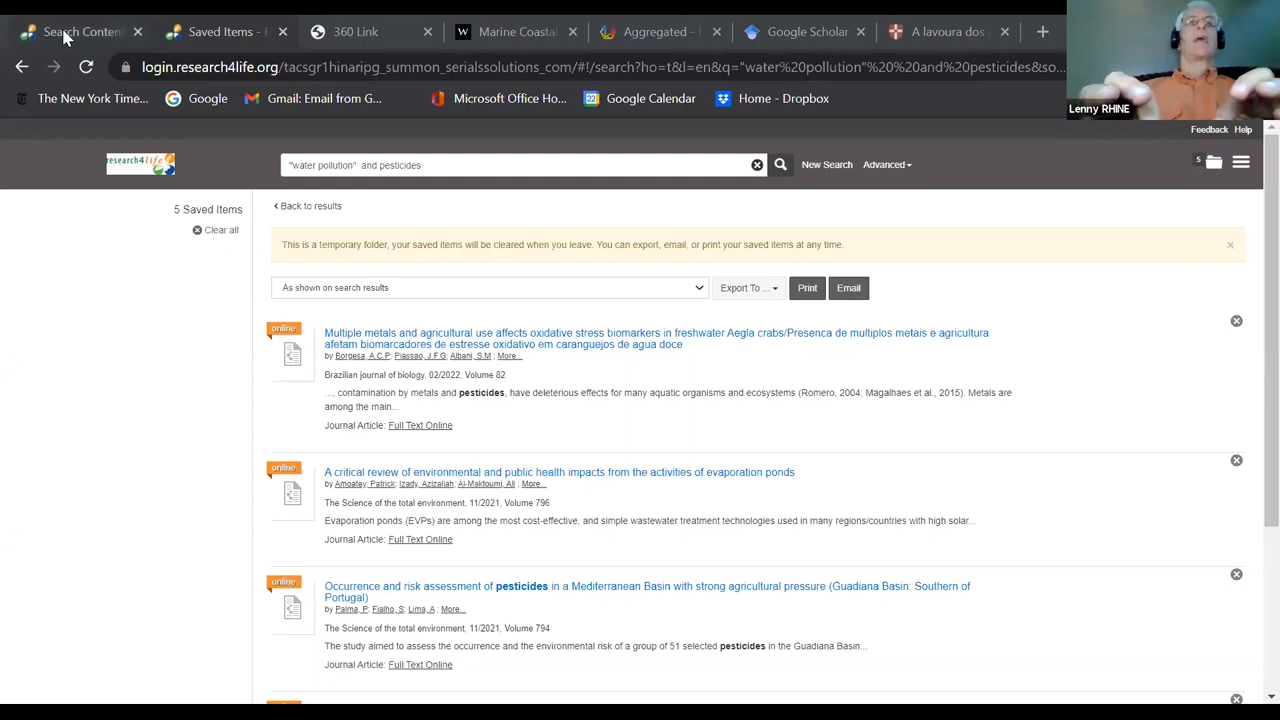 Search Conten
Saved Items -
360 Link
Marine Coastal
Aggregated -
Google Scholar
A lavoura dos
login.research4life.org/tacsgr1hinaripg_summon_serialssolutions_com/#!/search?ho=t&l=en&q="water%20pollution"%20%20and%20pesticides&so...
The New York Time...
Google
Gmail: Email from G...
Microsoft Office Ho...
22
Google Calendar
Home - Dropbox
Lenny RHINE
Feedback Help
research4life
"water pollution" and pesticides
New Search
Advanced
5
5 Saved Items
Clear all
Back to results
This is a temporary folder, your saved items will be cleared when you leave. You can export, email, or print your saved items at any time.
As shown on search results
Export To ...
Print
Email
online
Multiple metals and agricultural use affects oxidative stress biomarkers in freshwater Aegla crabs/Presenca de multiplos metais e agricultura
afetam biomarcadores de estresse oxidativo em caranguejos de agua doce
by Borgesa, A.C.P; Piassao, J.F.G; Albani, S.M ; More...
Brazilian journal of biology, 02/2022, Volume 82
..., contamination by metals and pesticides, have deleterious effects for many aquatic organisms and ecosystems (Romero, 2004; Magalhaes et al., 2015). Metals are
among the main...
Journal Article: Full Text Online
online
A critical review of environmental and public health impacts from the activities of evaporation ponds
by Amoatey, Patrick; Izady, Azizallah; Al-Maktoumi, Ali ; More...
The Science of the total environment, 11/2021, Volume 796
Evaporation ponds (EVPs) are among the most cost-effective, and simple wastewater treatment technologies used in many regions/countries with high solar...
Journal Article: Full Text Online
online
Occurrence and risk assessment of pesticides in a Mediterranean Basin with strong agricultural pressure (Guadiana Basin: Southern of
Portugal)
by Palma, P; Fialho, S; Lima, A ; More...
The Science of the total environment, 11/2021, Volume 794
The study aimed to assess the occurrence and the environmental risk of a group of 51 selected pesticides in the Guadiana Basin...
Journal Article: Full Text Online